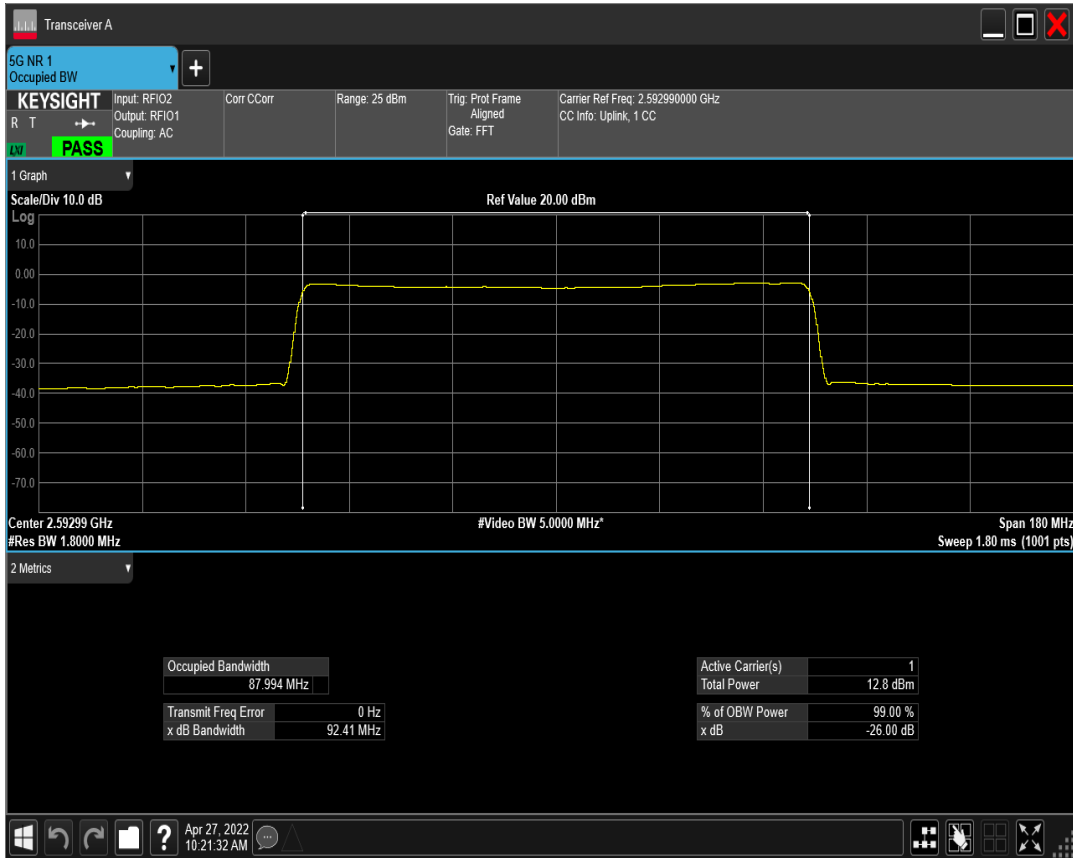 Transceiver A
5G NR 1
Occupied BW
KEYSIGHT
R T
LXI
PASS
Input: RFIO2
Output: RFIO1
Coupling: AC
Corr CCorr
Range: 25 dBm
Trig: Prot Frame
Aligned
Gate: FFT
Carrier Ref Freq: 2.592990000 GHz
CC Info: Uplink, 1 CC
1 Graph
Scale/Div 10.0 dB
Ref Value 20.00 dBm
Log
10.0
0.00
-10.0
-20.0
-30.0
-40.0
-50.0
-60.0
-70.0
Center 2.59299 GHz
#Video BW 5.0000 MHz*
Span 180 MHz
#Res BW 1.8000 MHz
Sweep 1.80 ms (1001 pts)
2 Metrics
Occupied Bandwidth
87.994 MHz
Transmit Freq Error 0 Hz
x dB Bandwidth 92.41 MHz
Active Carrier(s) 1
Total Power 12.8 dBm
% of OBW Power 99.00 %
x dB -26.00 dB
?
Apr 27, 2022
10:21:32 AM